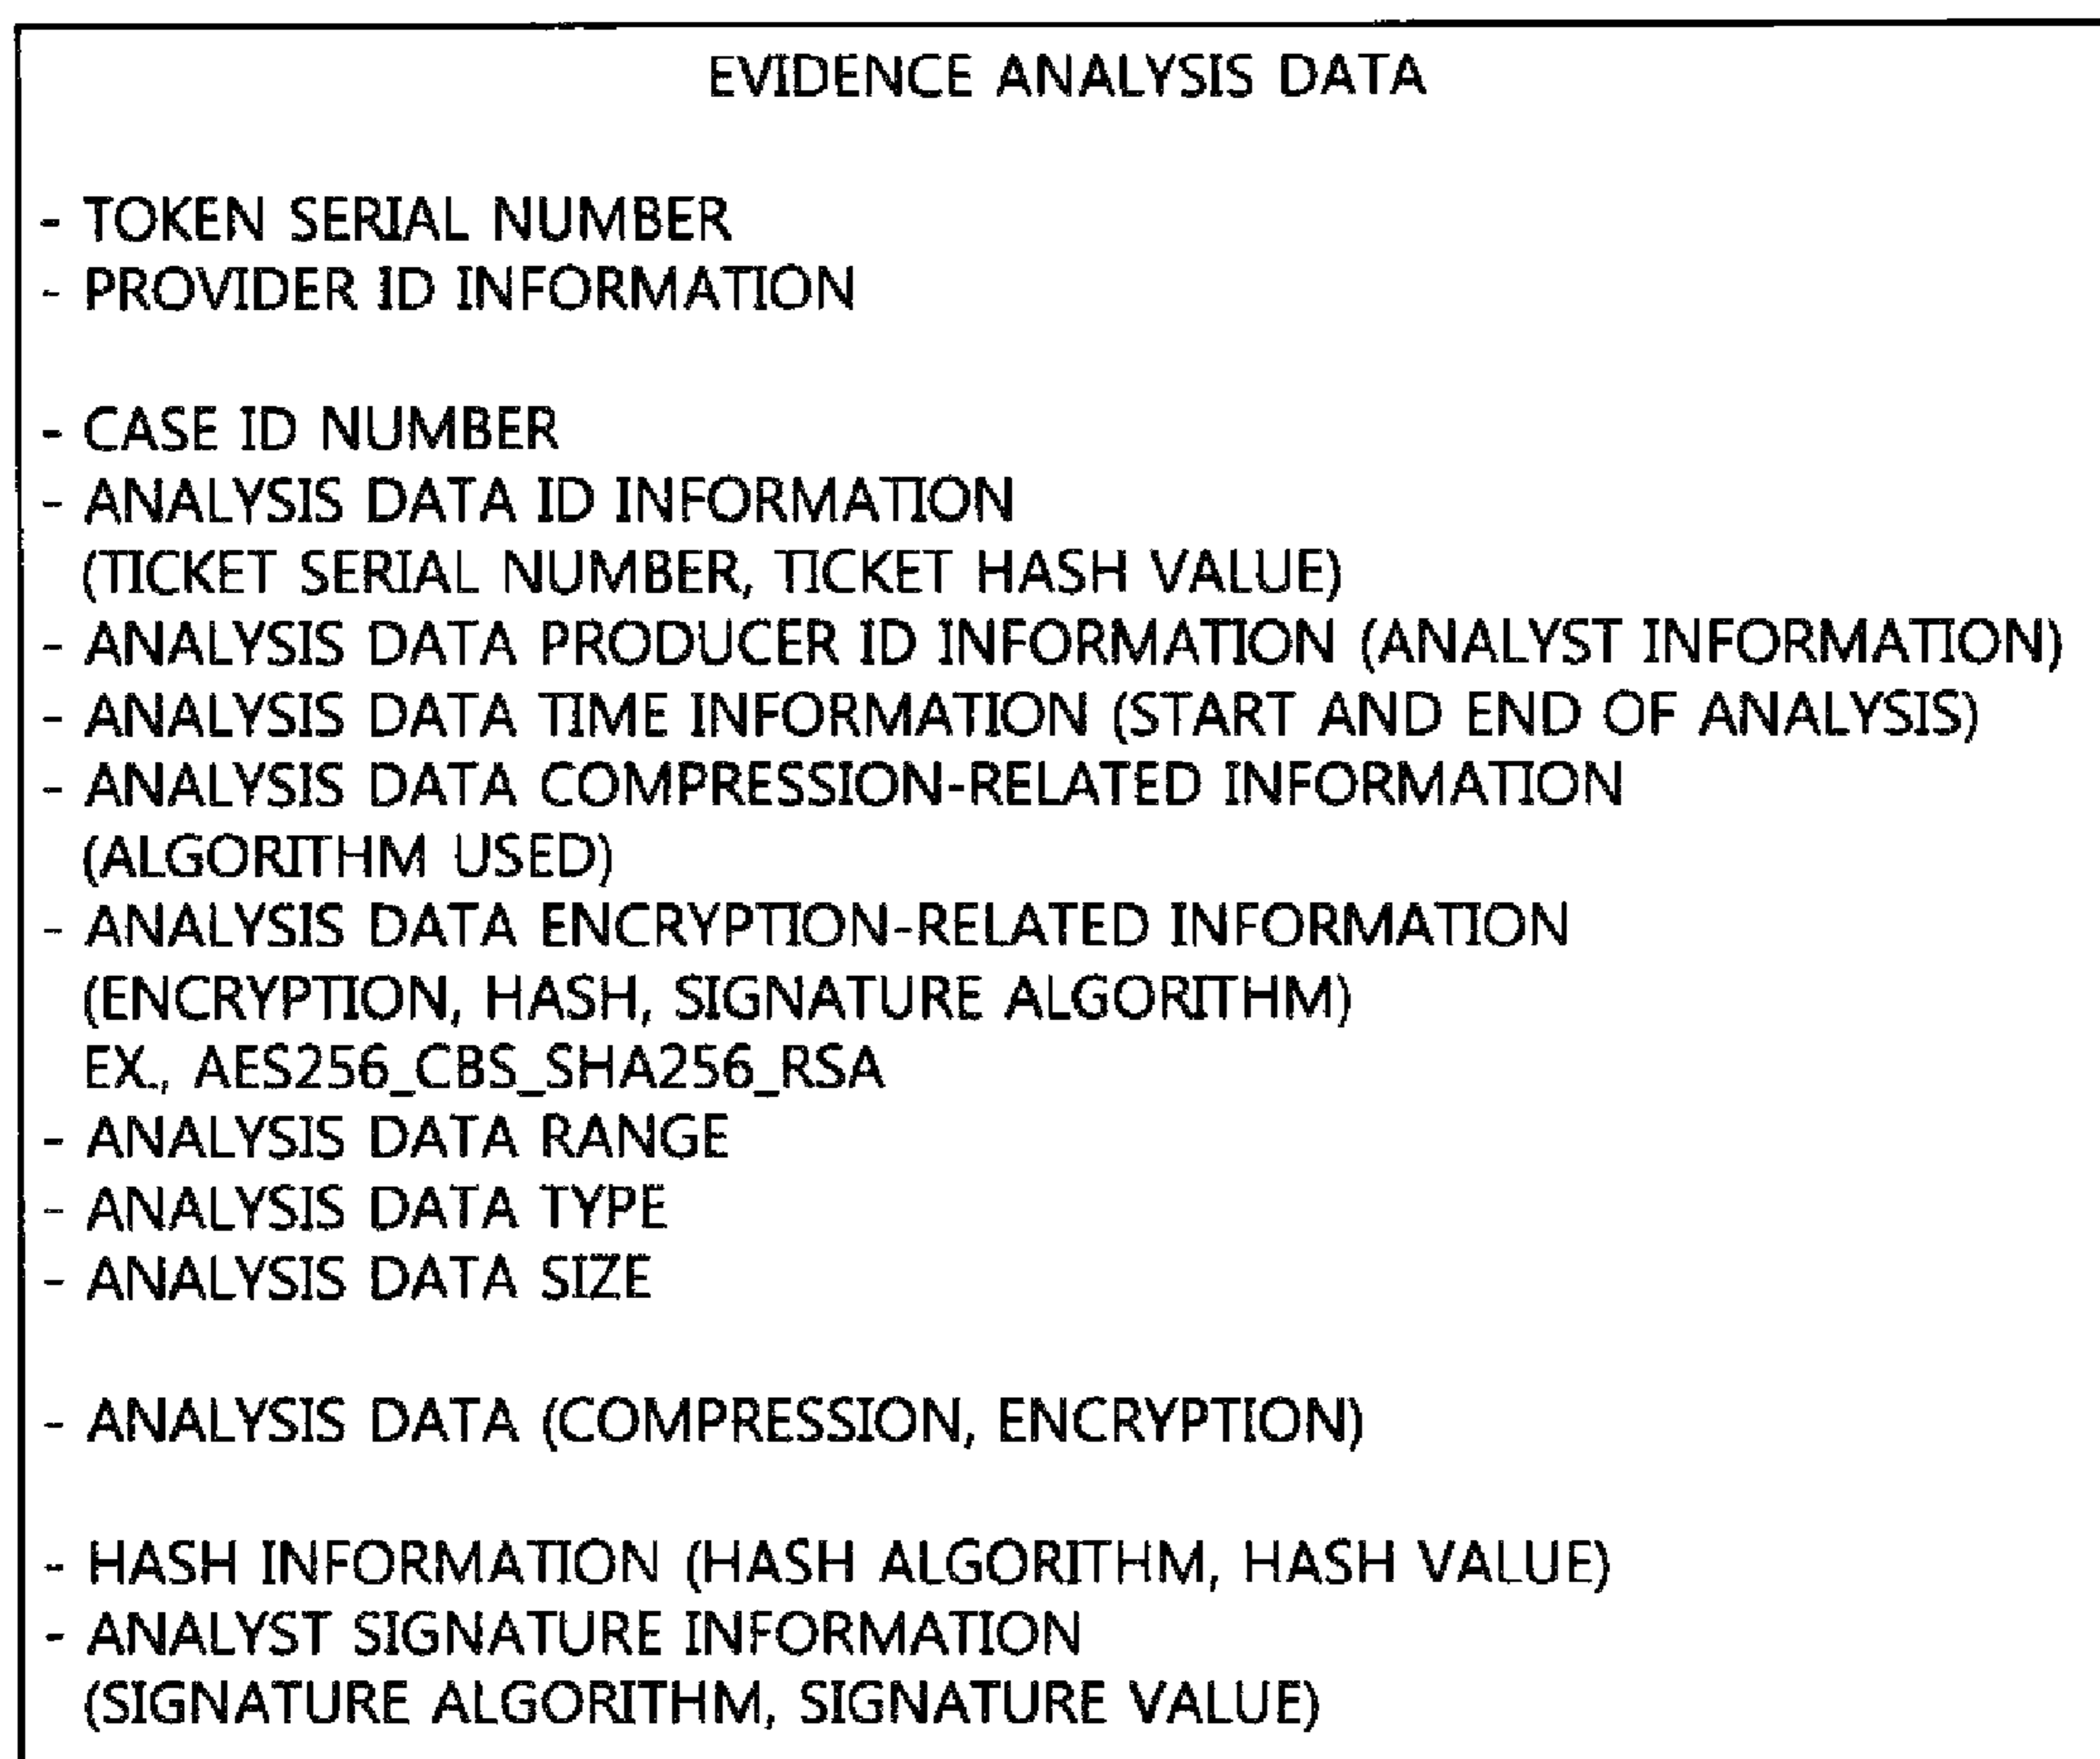 EVIDENCE ANALYSIS DATA
- TOKEN SERIAL NUMBER
- PROVIDER ID INFORMATION
- CASE ID NUMBER
- ANALYSIS DATA ID INFORMATION
(TICKET SERIAL NUMBER, TICKET HASH VALUE)
- ANALYSIS DATA PRODUCER ID INFORMATION (ANALYST INFORMATION)
- ANALYSIS DATA TIME INFORMATION (START AND END OF ANALYSIS)
- ANALYSIS DATA COMPRESSION-RELATED INFORMATION
(ALGORITHM USED)
- ANALYSIS DATA ENCRYPTION-RELATED INFORMATION
(ENCRYPTION, HASH, SIGNATURE ALGORITHM)
EX., AES256_CBS_SHA256_RSA
- ANALYSIS DATA RANGE
- ANALYSIS DATA TYPE
- ANALYSIS DATA SIZE
- ANALYSIS DATA (COMPRESSION, ENCRYPTION)
- HASH INFORMATION (HASH ALGORITHM, HASH VALUE)
- ANALYST SIGNATURE INFORMATION
(SIGNATURE ALGORITHM, SIGNATURE VALUE)